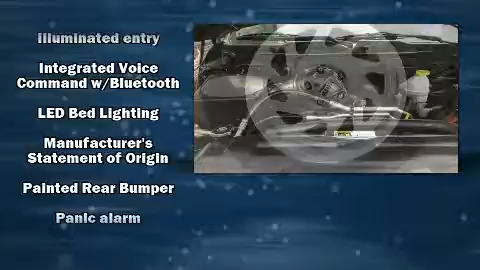 Illuminated entry
Integrated Voice
Command w/Bluetooth
LED Bed Lighting
Manufacturer's
Statement of Origin
Painted Rear Bumper
Panic alarm